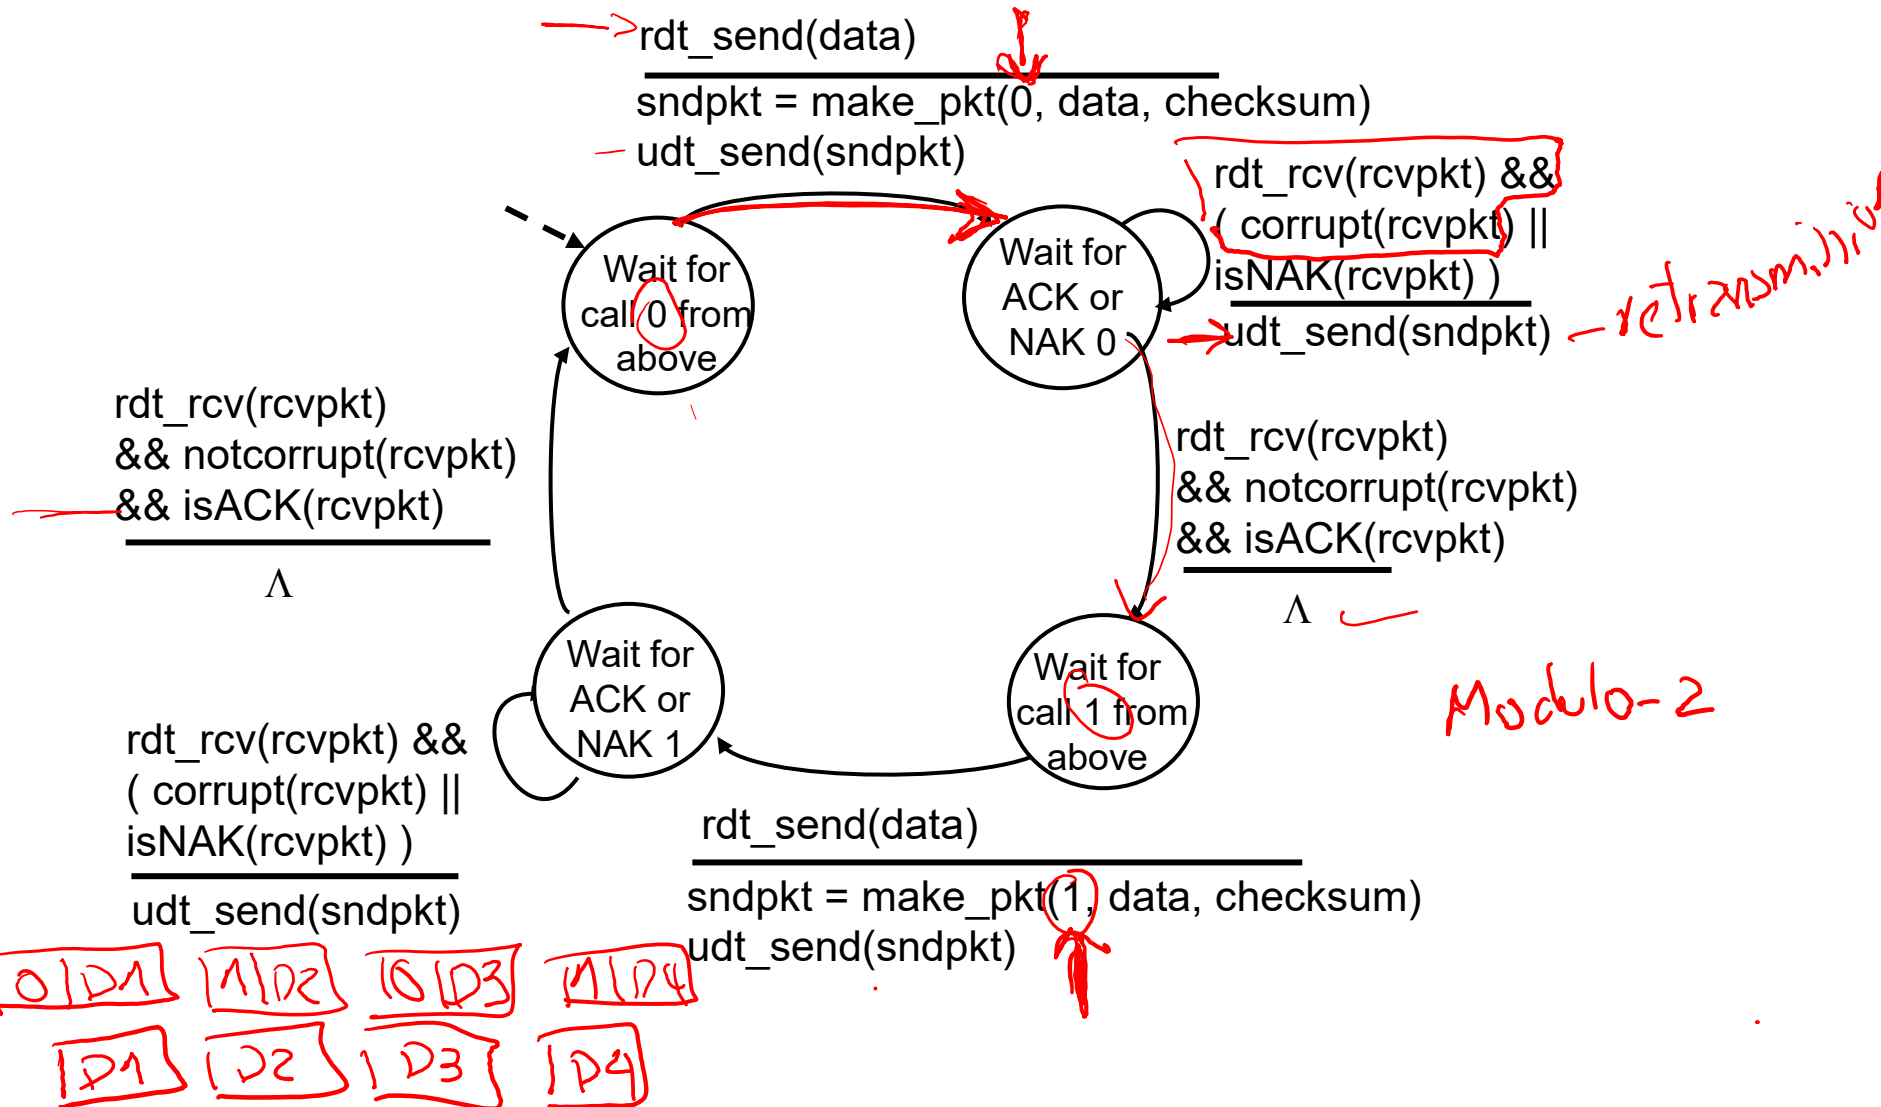 rdt_send(data)
sndpkt = make_pkt(0, data, checksum)
udt_send(sndpkt)
rdt_rcv(rcvpkt) &&
( corrupt(rcvpkt) ||
isNAK(rcvpkt) )
udt_send(sndpkt)
retransmission
Wait for
call 0 from
above
Wait for
ACK or
NAK 0
rdt_rcv(rcvpkt)
&& notcorrupt(rcvpkt)
&& isACK(rcvpkt)
Λ
rdt_rcv(rcvpkt)
&& notcorrupt(rcvpkt)
&& isACK(rcvpkt)
Λ
Wait for
ACK or
NAK 1
Wait for
call 1 from
above
Modulo-2
rdt_rcv(rcvpkt) &&
( corrupt(rcvpkt) ||
isNAK(rcvpkt) )
udt_send(sndpkt)
rdt_send(data)
sndpkt = make_pkt(1, data, checksum)
udt_send(sndpkt)
0 | D1 1 | D2 0 | D3 1 | D4
D1 D2 D3 D4